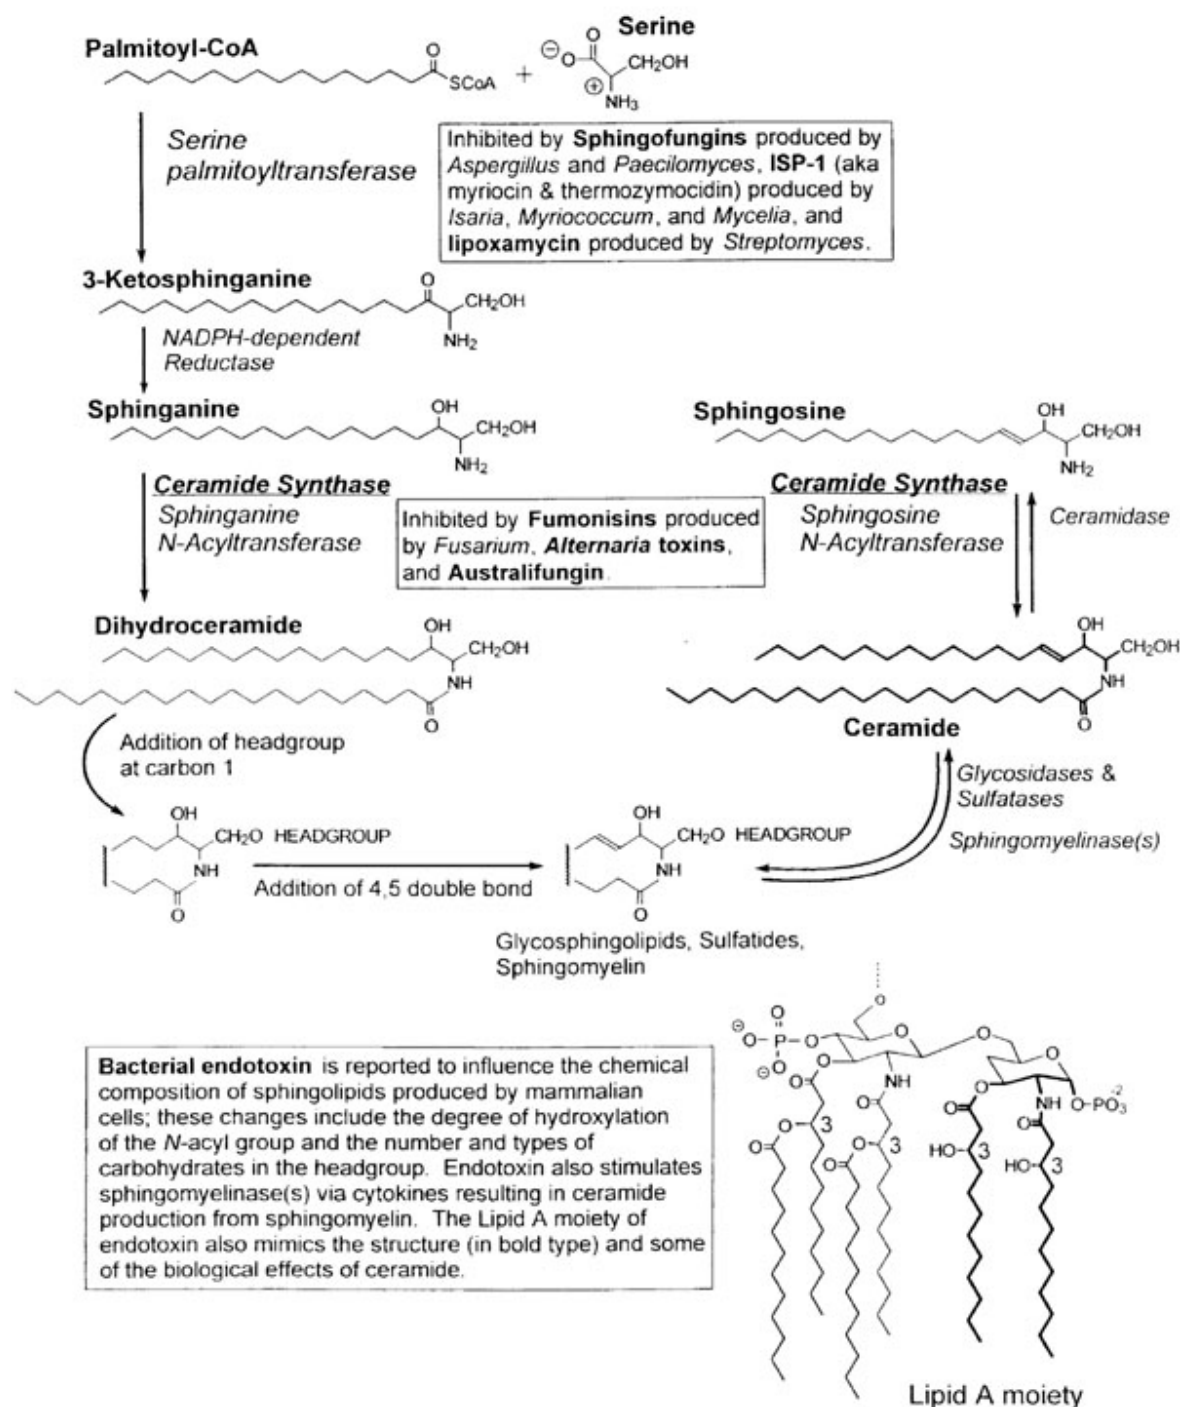 Palmitoyl-CoA
O
SCoA
+
Serine
⊖O
O
CH2OH
⊕
NH3
Serine
palmitoyltransferase
Inhibited by Sphingofungins produced by
Aspergillus and Paecilomyces, ISP-1 (aka
myriocin & thermozymocidin) produced by
Isaria, Myriococcum, and Mycelia, and
lipoxamycin produced by Streptomyces.
3-Ketosphinganine
O
CH2OH
NH2
NADPH-dependent
Reductase
Sphinganine
OH
CH2OH
NH2
Sphingosine
OH
CH2OH
NH2
Ceramide Synthase
Sphinganine
N-Acyltransferase
Inhibited by Fumonisins produced
by Fusarium, Alternaria toxins,
and Australifungin.
Ceramide Synthase
Sphingosine
N-Acyltransferase
Ceramidase
Dihydroceramide
OH
CH2OH
NH
O
OH
CH2OH
NH
O
Ceramide
Addition of headgroup
at carbon 1
Glycosidases &
Sulfatases
Sphingomyelinase(s)
OH
CH2O HEADGROUP
NH
O
Addition of 4,5 double bond
OH
CH2O HEADGROUP
NH
O
Glycosphingolipids, Sulfatides,
Sphingomyelin
Bacterial endotoxin is reported to influence the chemical
composition of sphingolipids produced by mammalian
cells; these changes include the degree of hydroxylation
of the N-acyl group and the number and types of
carbohydrates in the headgroup. Endotoxin also stimulates
sphingomyelinase(s) via cytokines resulting in ceramide
production from sphingomyelin. The Lipid A moiety of
endotoxin also mimics the structure (in bold type) and some
of the biological effects of ceramide.
O
O
⊖
O-P-O
O
⊖
O
O
O
O
O
NH
O
O
NH
O-PO3 -2
O
O
O
O
3
3
HO
3
HO
3
O
O
O
O
Lipid A moiety